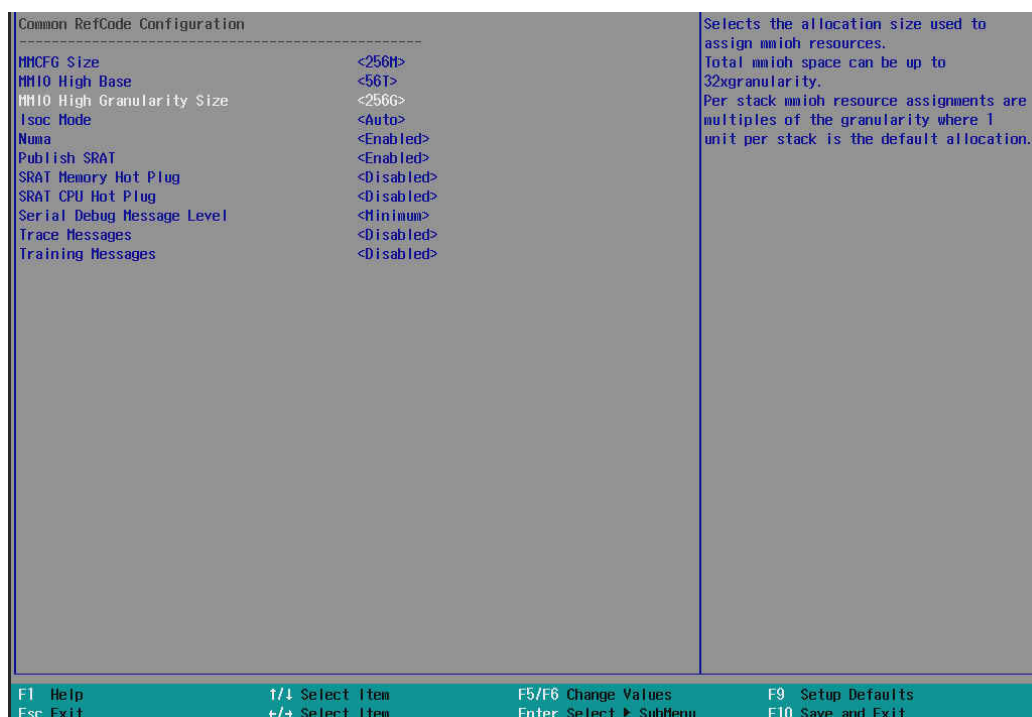 Common RefCode Configuration
--------------------------------------------------
MMCFG Size <256M>
MMIO High Base <56T>
MMIO High Granularity Size <256G>
Isoc Mode <Auto>
Numa <Enabled>
Publish SRAT <Enabled>
SRAT Memory Hot Plug <Disabled>
SRAT CPU Hot Plug <Disabled>
Serial Debug Message Level <Minimum>
Trace Messages <Disabled>
Training Messages <Disabled>
Selects the allocation size used to
assign mmioh resources.
Total mmioh space can be up to
32xgranularity.
Per stack mmioh resource assignments are
multiples of the granularity where 1
unit per stack is the default allocation.
F1 Help ↑/↓ Select Item F5/F6 Change Values F9 Setup Defaults
Esc Exit ←/→ Select Item Enter Select ▶ SubMenu F10 Save and Exit